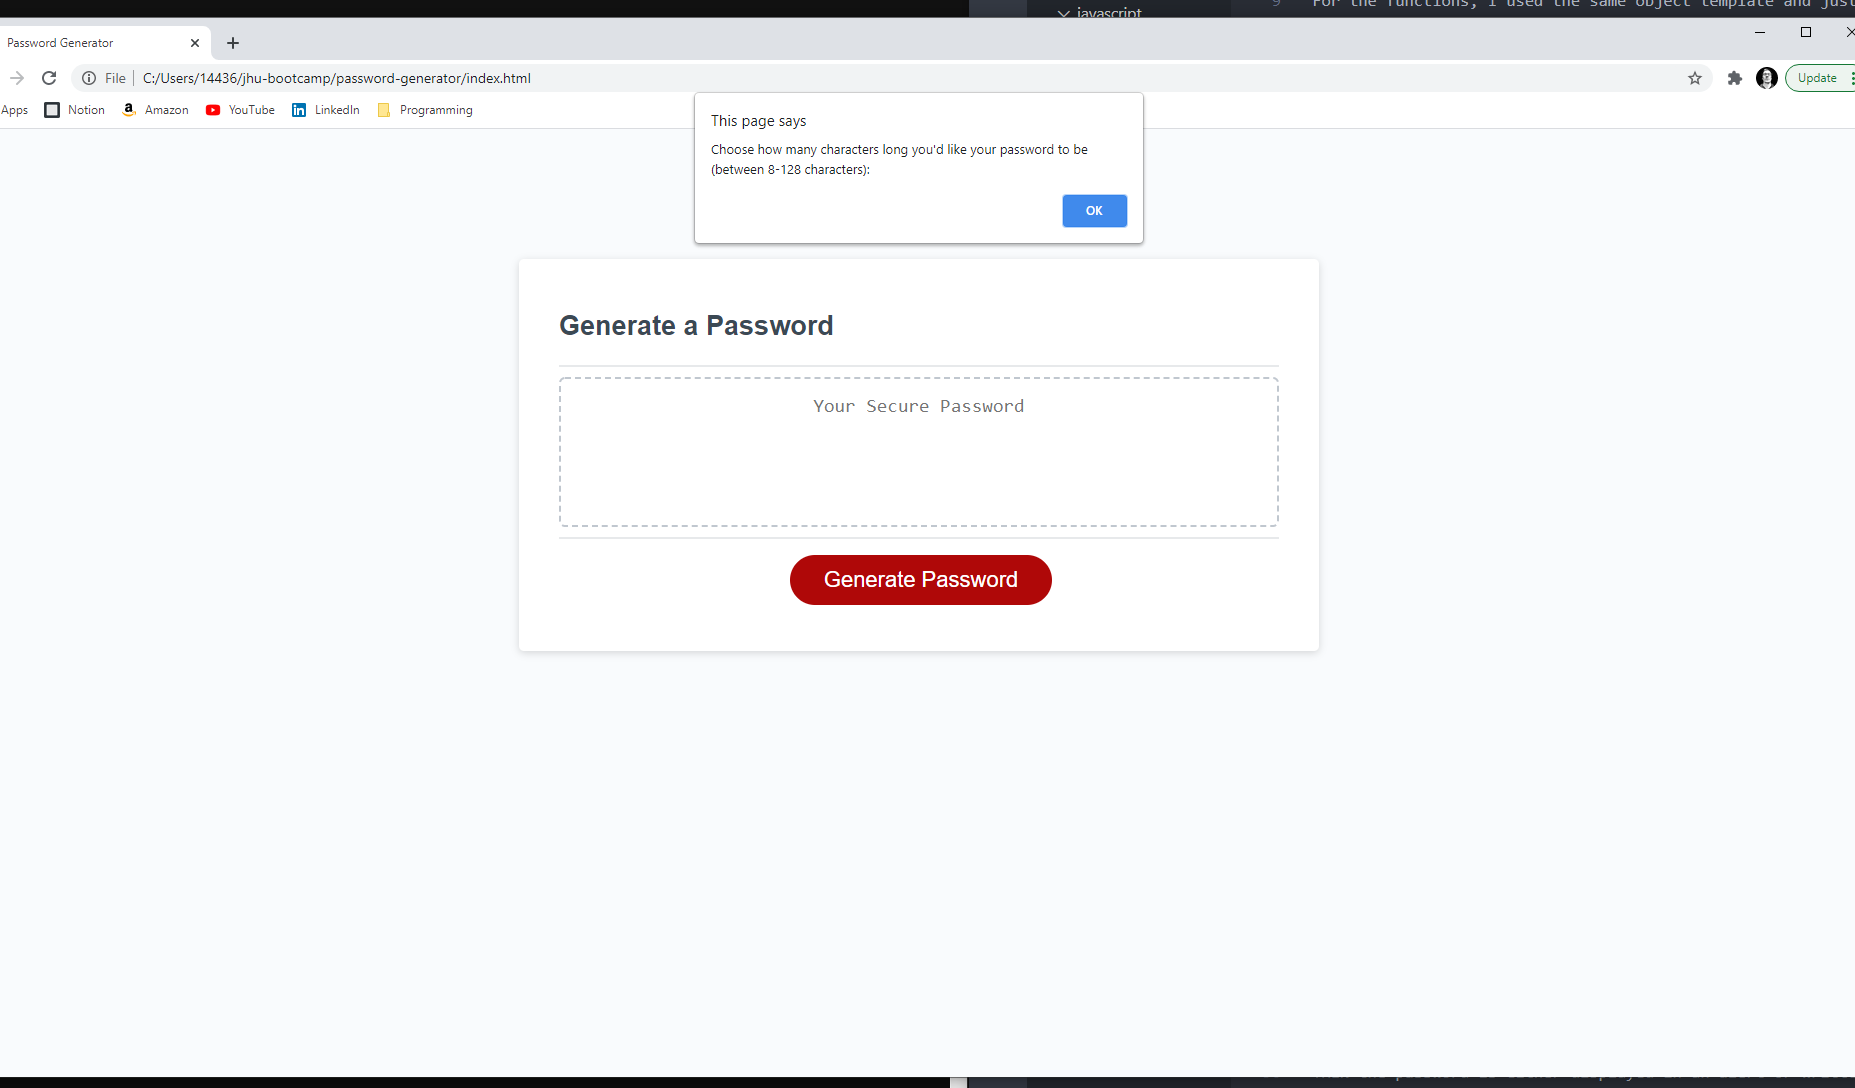 javascript
9 For the functions, I used the same object template and just
Password Generator
File C:/Users/14436/jhu-bootcamp/password-generator/index.html
Update
Apps Notion Amazon YouTube LinkedIn Programming
This page says
Choose how many characters long you'd like your password to be
(between 8-128 characters):
OK
Generate a Password
Your Secure Password
Generate Password